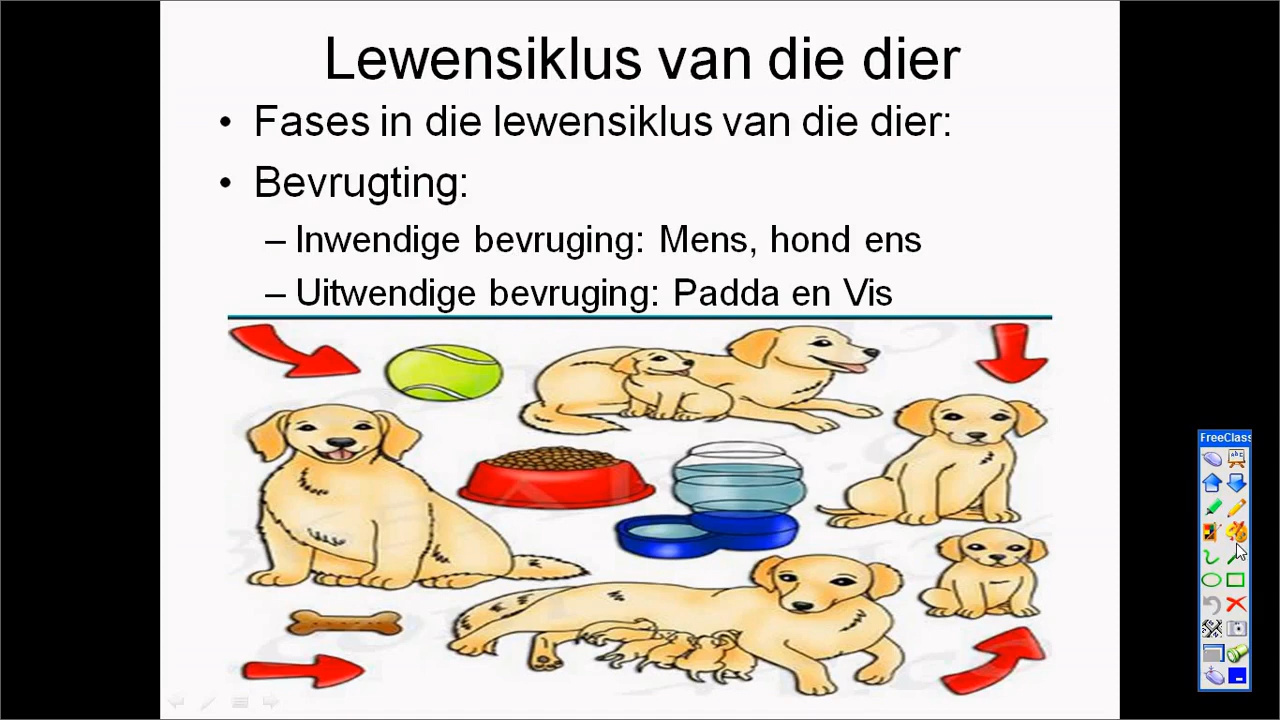 Lewensiklus van die dier
• Fases in die lewensiklus van die dier:
• Bevrugting:
– Inwendige bevruging: Mens, hond ens
– Uitwendige bevruging: Padda en Vis
FreeClass